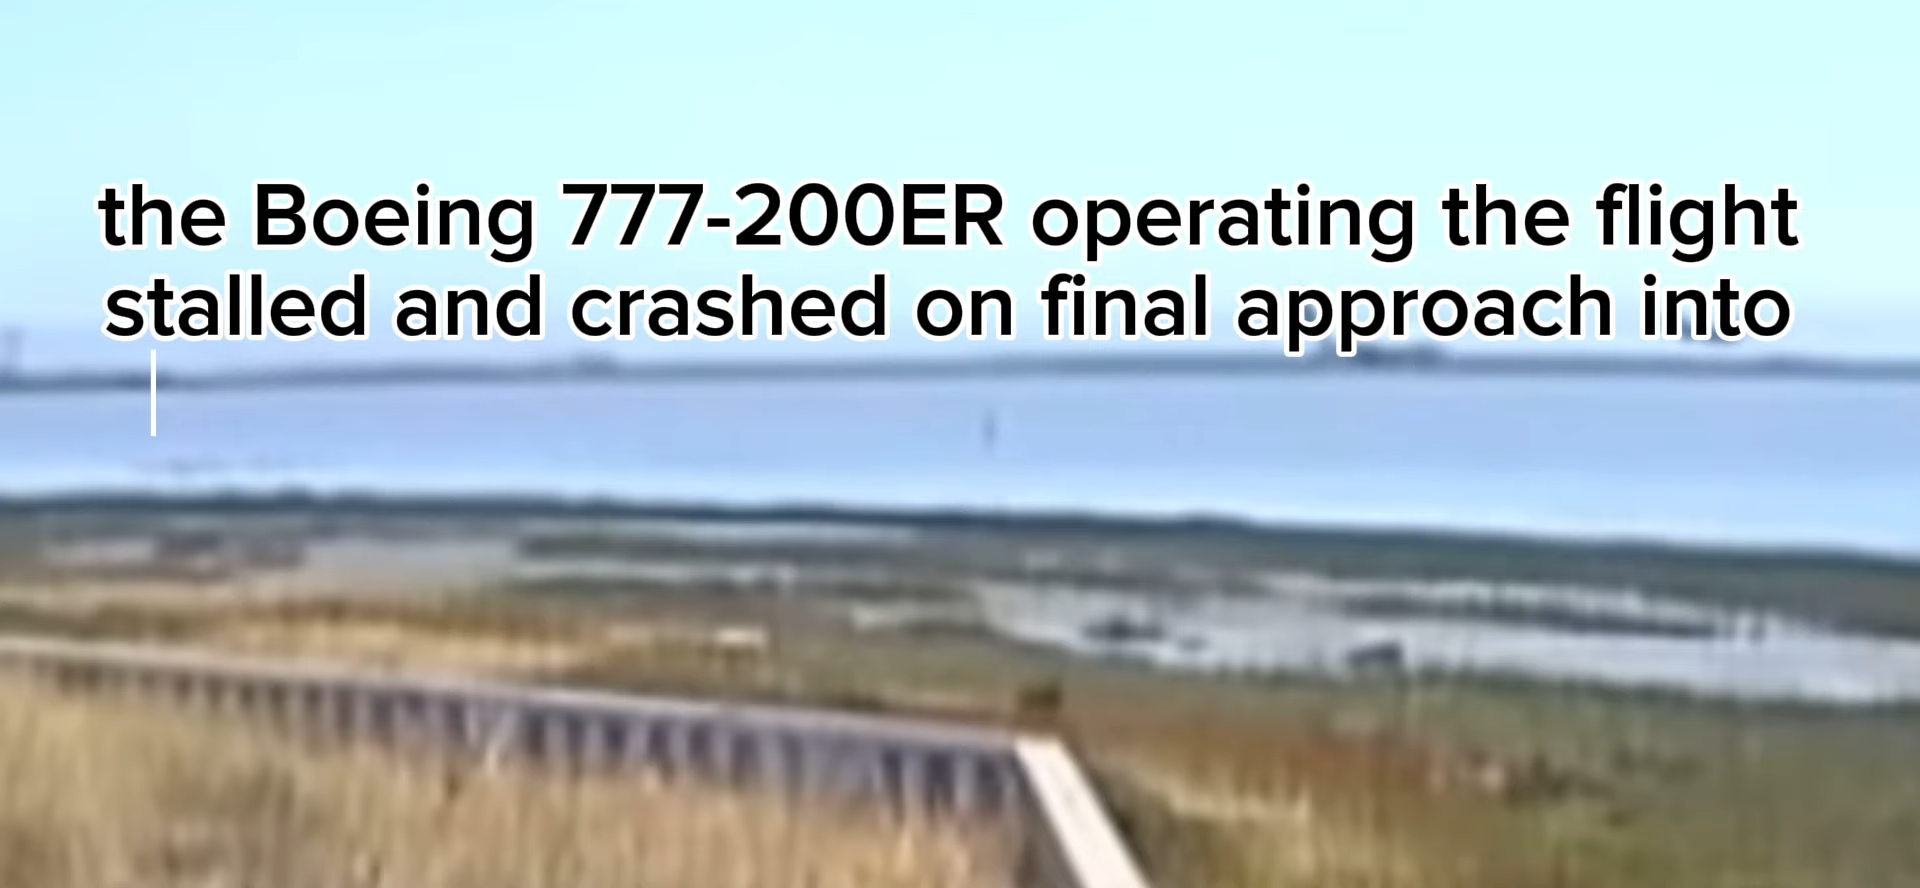 the Boeing 777-200ER operating the flight
stalled and crashed on final approach into